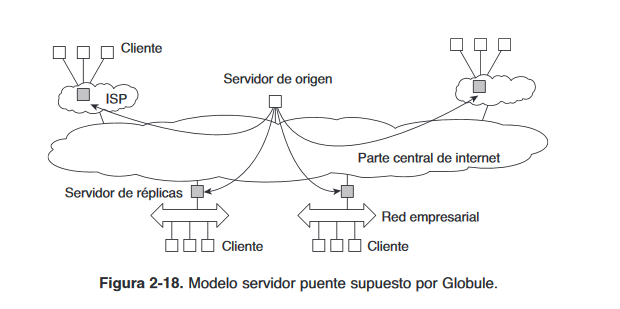 Cliente
ISP
Servidor de origen
Parte central de internet
Servidor de réplicas
Red empresarial
Cliente
Cliente
Figura 2-18. Modelo servidor puente supuesto por Globule.